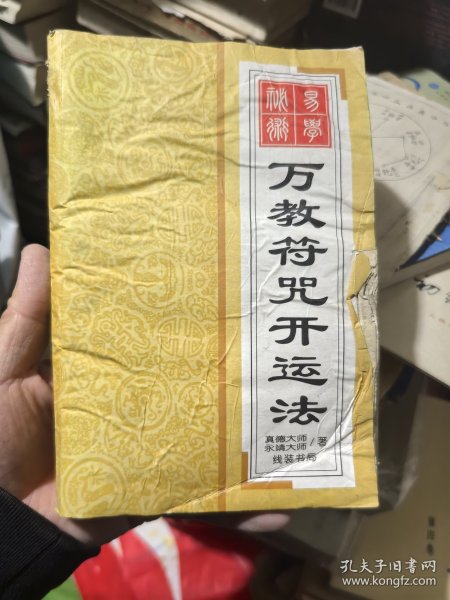 易學
秘術
万教符咒开运法
真德大师
永靖大师
/著
线装书局
孔夫子旧书网
www.kongfz.com